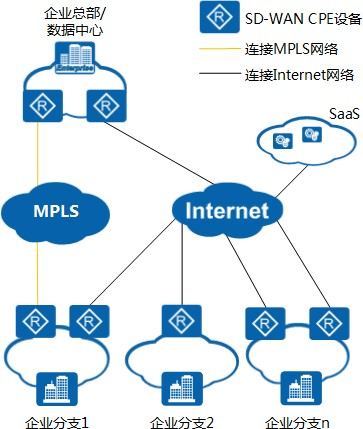 企业总部/
数据中心
Enterprise
R
R
R
SD-WAN CPE设备
连接MPLS网络
连接Internet网络
SaaS
MPLS
Internet
R
R
R
R
R
企业分支1
企业分支2
企业分支n